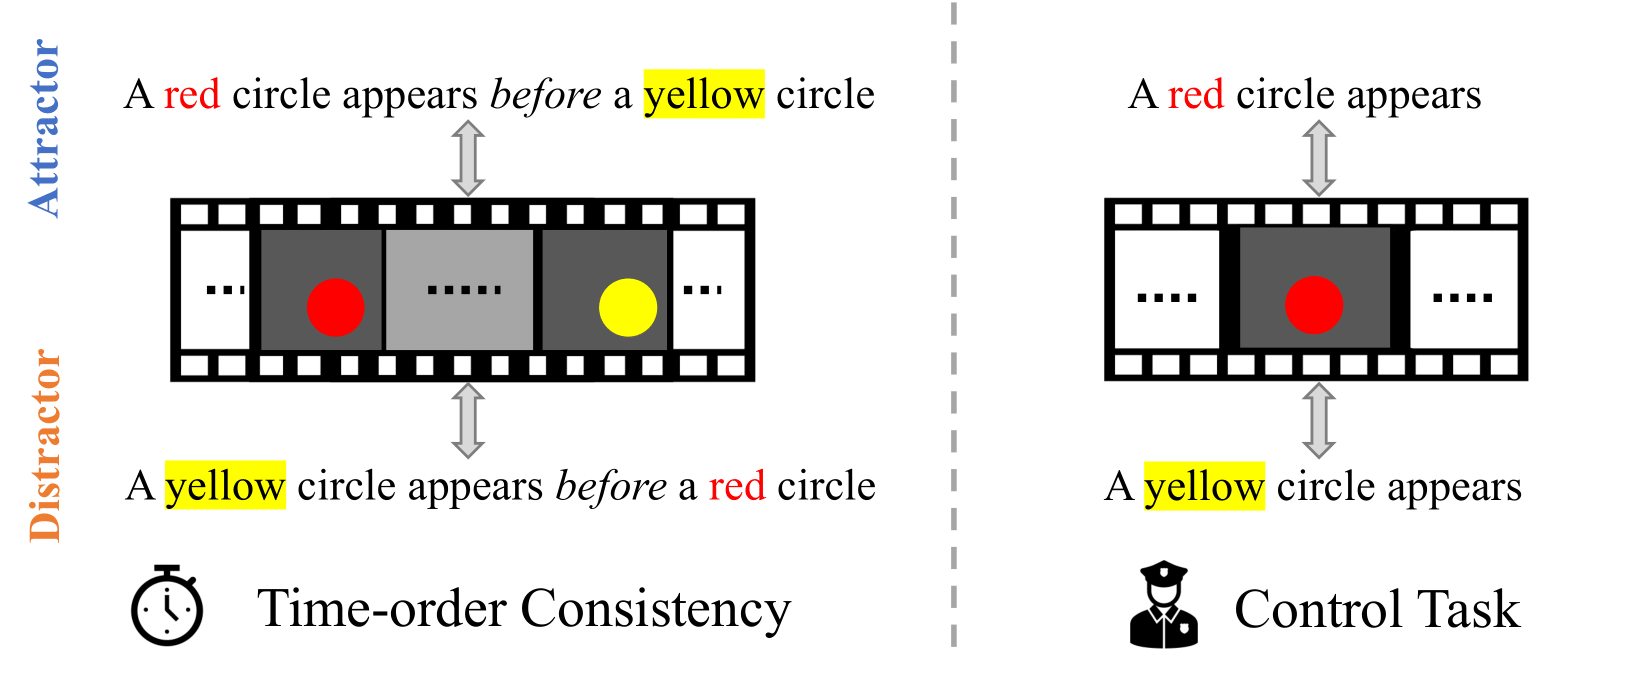 Attractor
A red circle appears before a yellow circle
A yellow circle appears before a red circle
Distractor
Time-order Consistency
A red circle appears
A yellow circle appears
Control Task